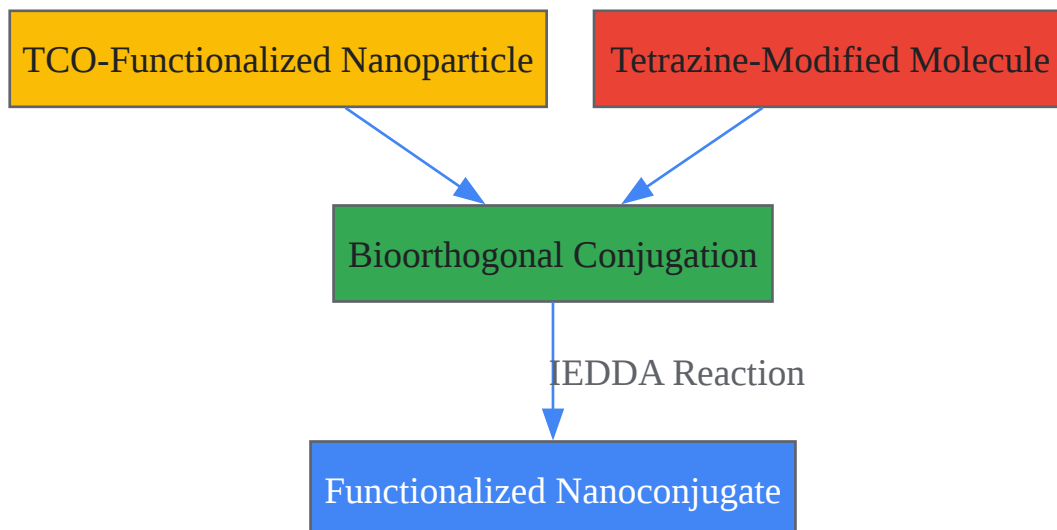 TCO-Functionalized Nanoparticle
Tetrazine-Modified Molecule
Bioorthogonal Conjugation
IEDDA Reaction
Functionalized Nanoconjugate